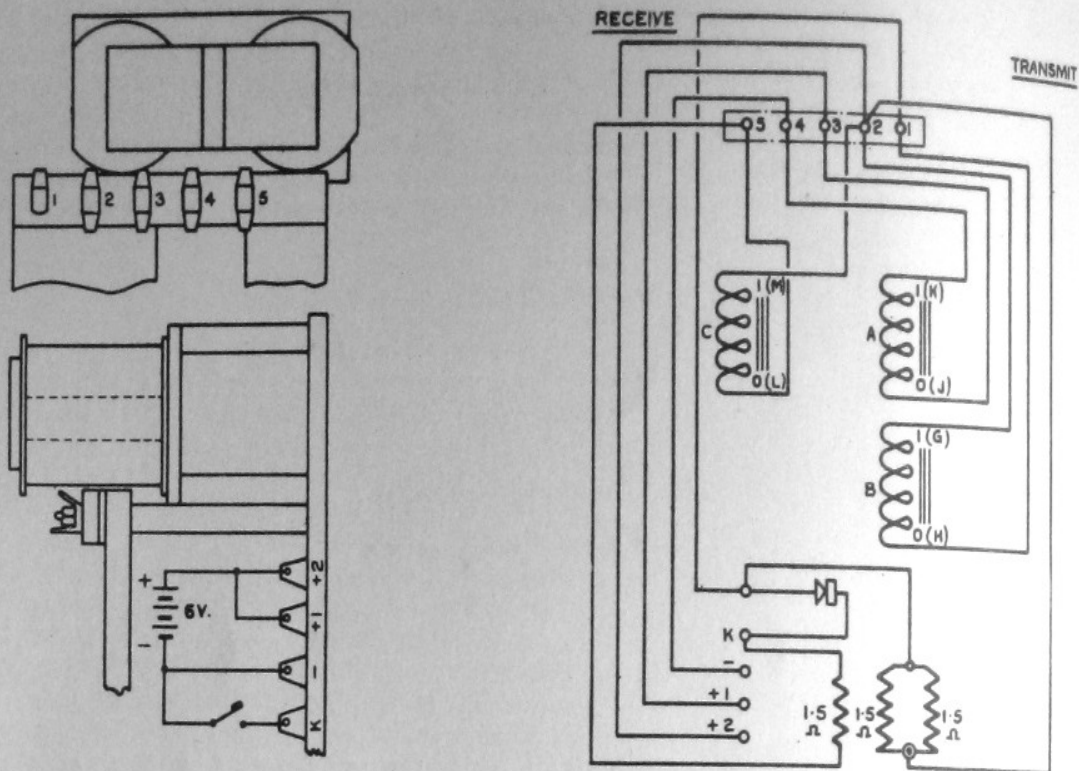 RECEIVE
TRANSMIT
5 4 3 2 1
1 2 3 4 5
1(M)
C
0(L)
1(K)
A
0(J)
1(G)
B
0(H)
+
6V.
-
+2
+1
-
K
K
-
+1
+2
1·5
Ω
1·5
Ω
1·5
Ω